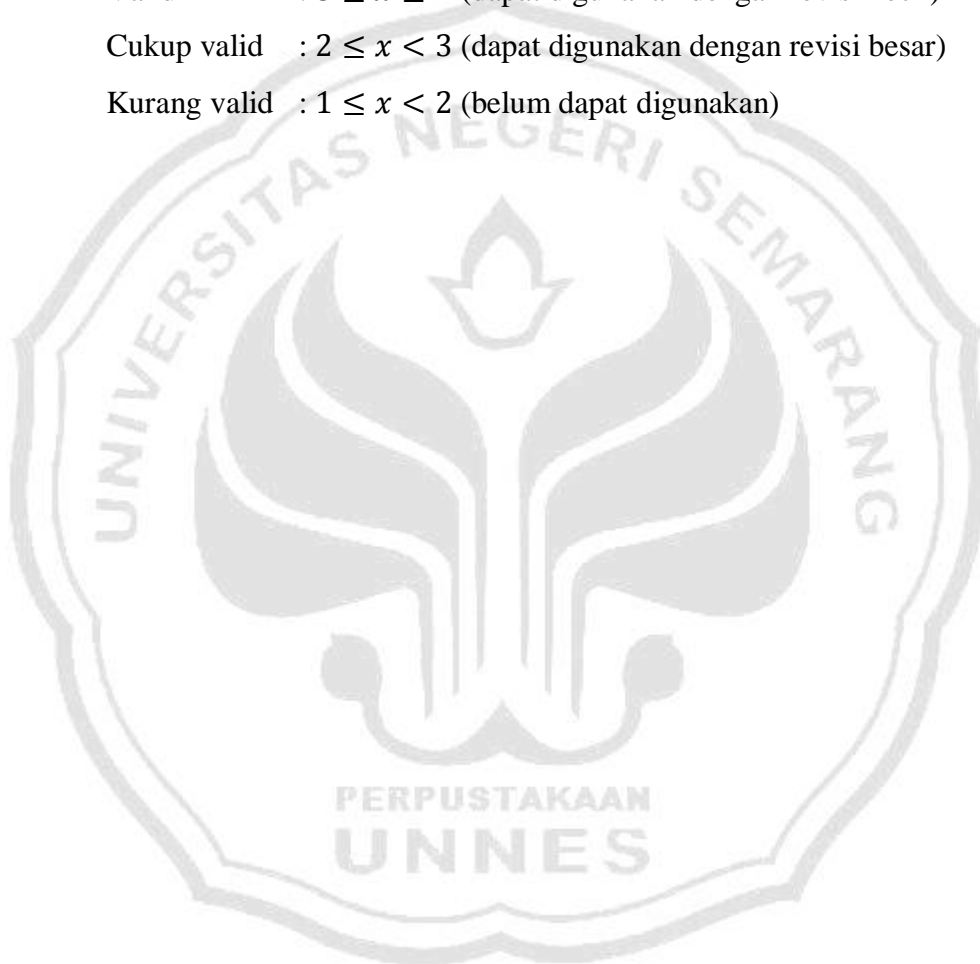 Cukup valid : 2 ≤ x < 3 (dapat digunakan dengan revisi besar)
Kurang valid : 1 ≤ x < 2 (belum dapat digunakan)
UNIVERSITAS NEGERI SEMARANG
PERPUSTAKAAN
UNNES